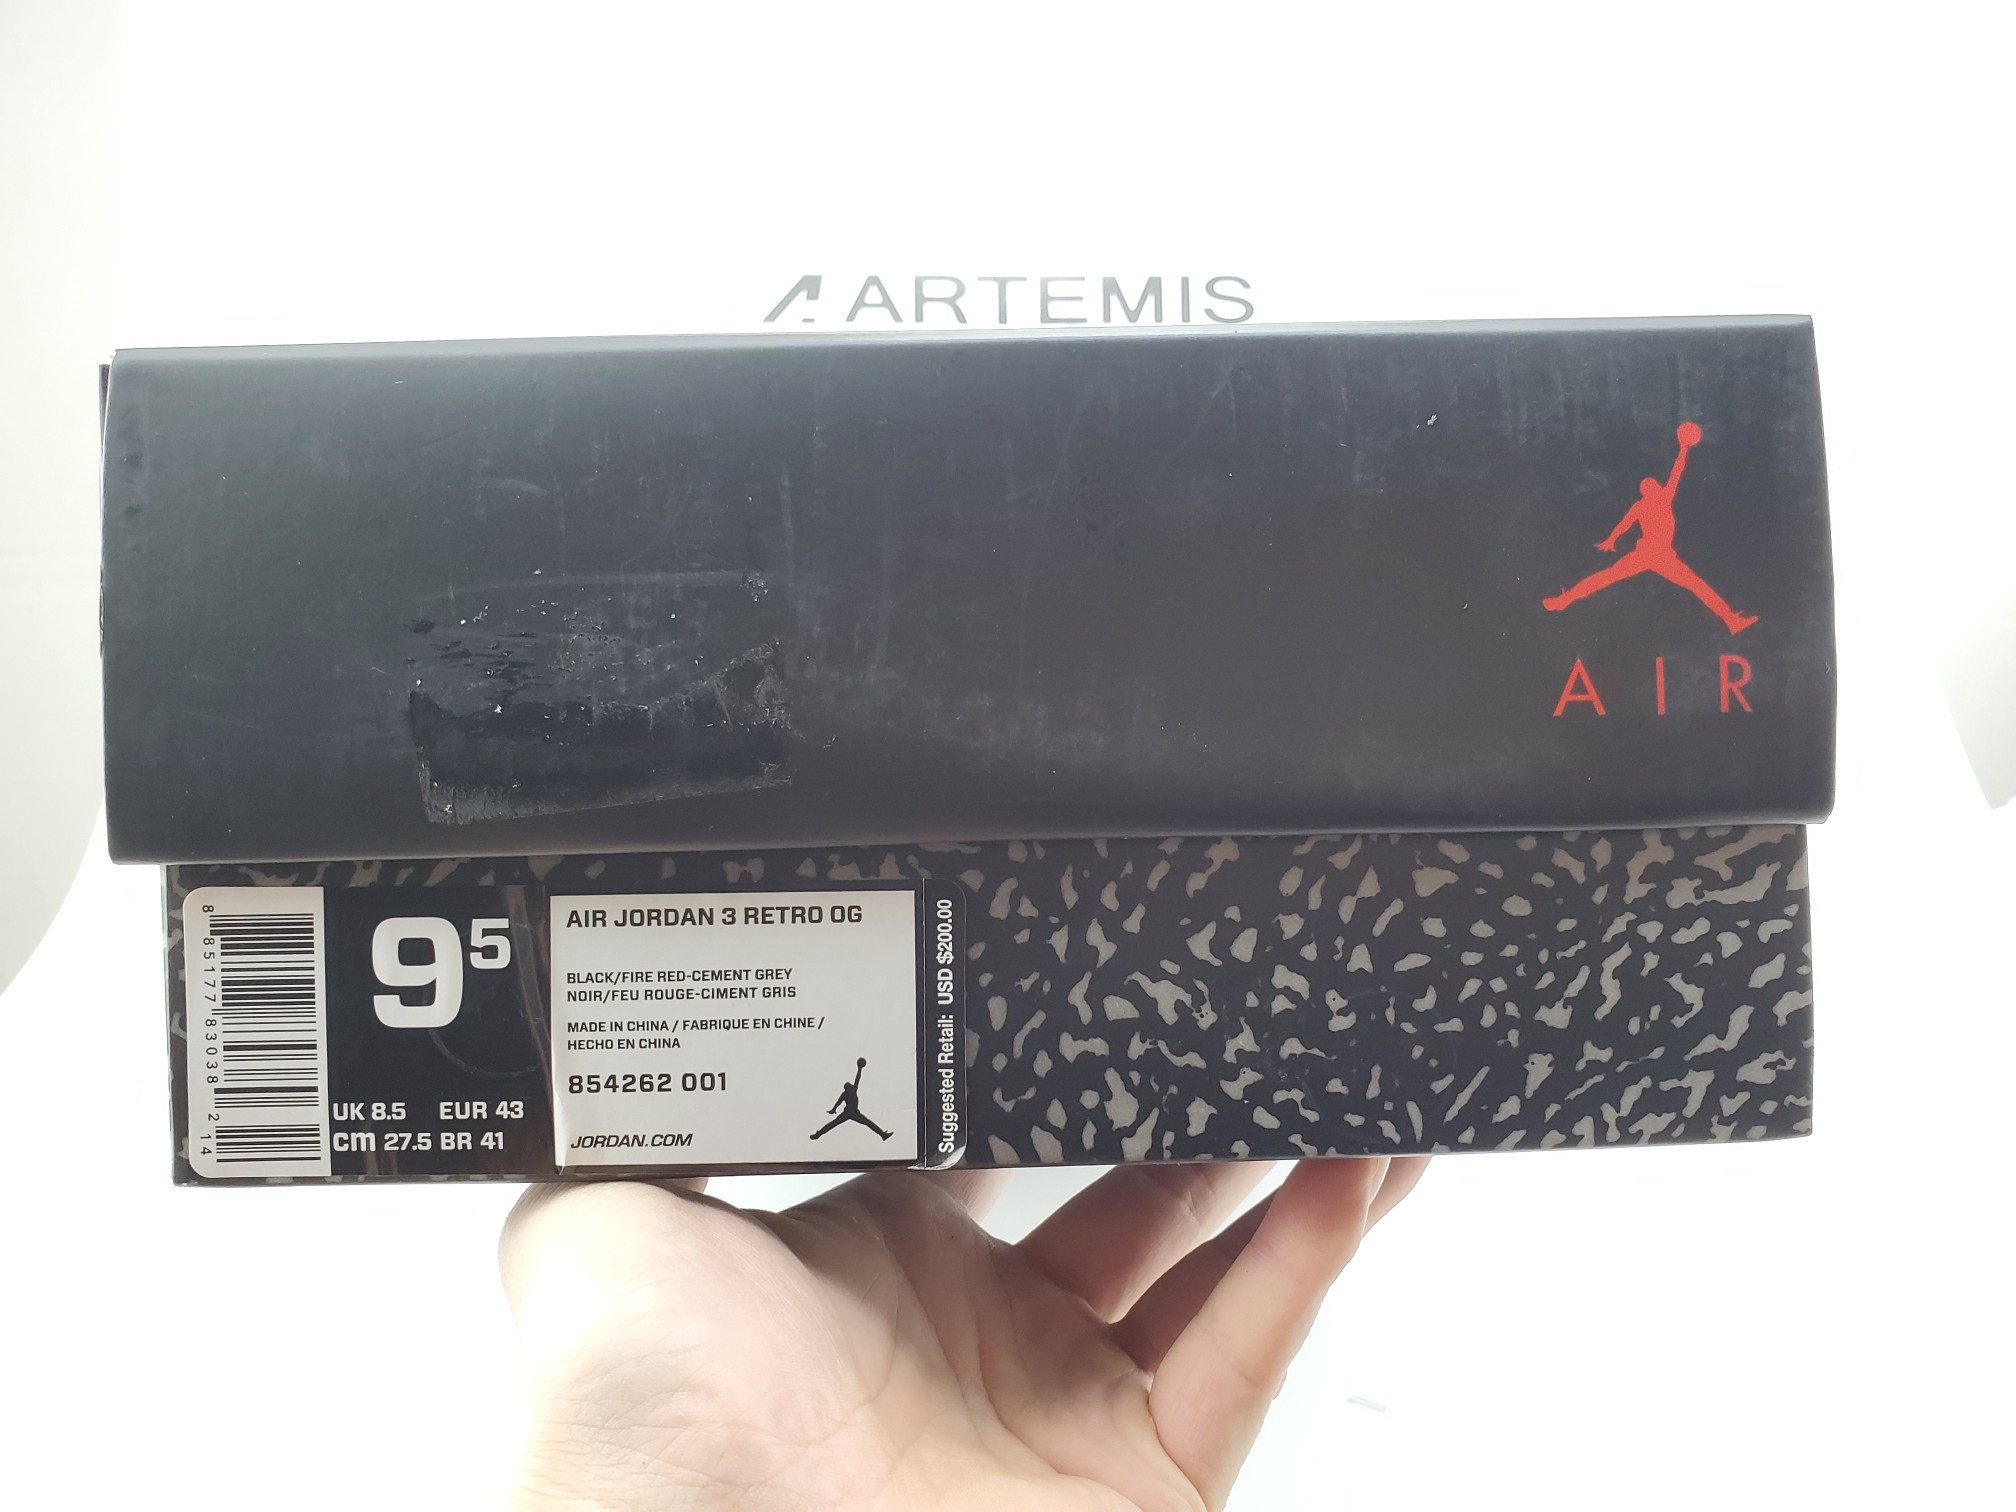 ARTEMIS
AIR
9⁵
UK 8.5 EUR 43
cm 27.5 BR 41
AIR JORDAN 3 RETRO OG
BLACK/FIRE RED-CEMENT GREY
NOIR/FEU ROUGE-CIMENT GRIS
MADE IN CHINA / FABRIQUE EN CHINE /
HECHO EN CHINA
854262 001
JORDAN.COM
Suggested Retail: USD $200.00
8 85177 83038 2 14